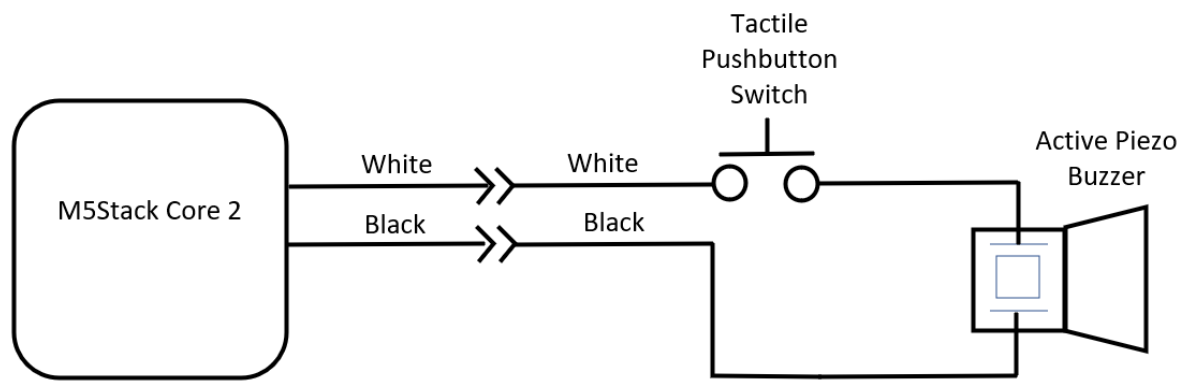 Tactile
Pushbutton
Switch
Active Piezo
Buzzer
White
White
M5Stack Core 2
Black
Black